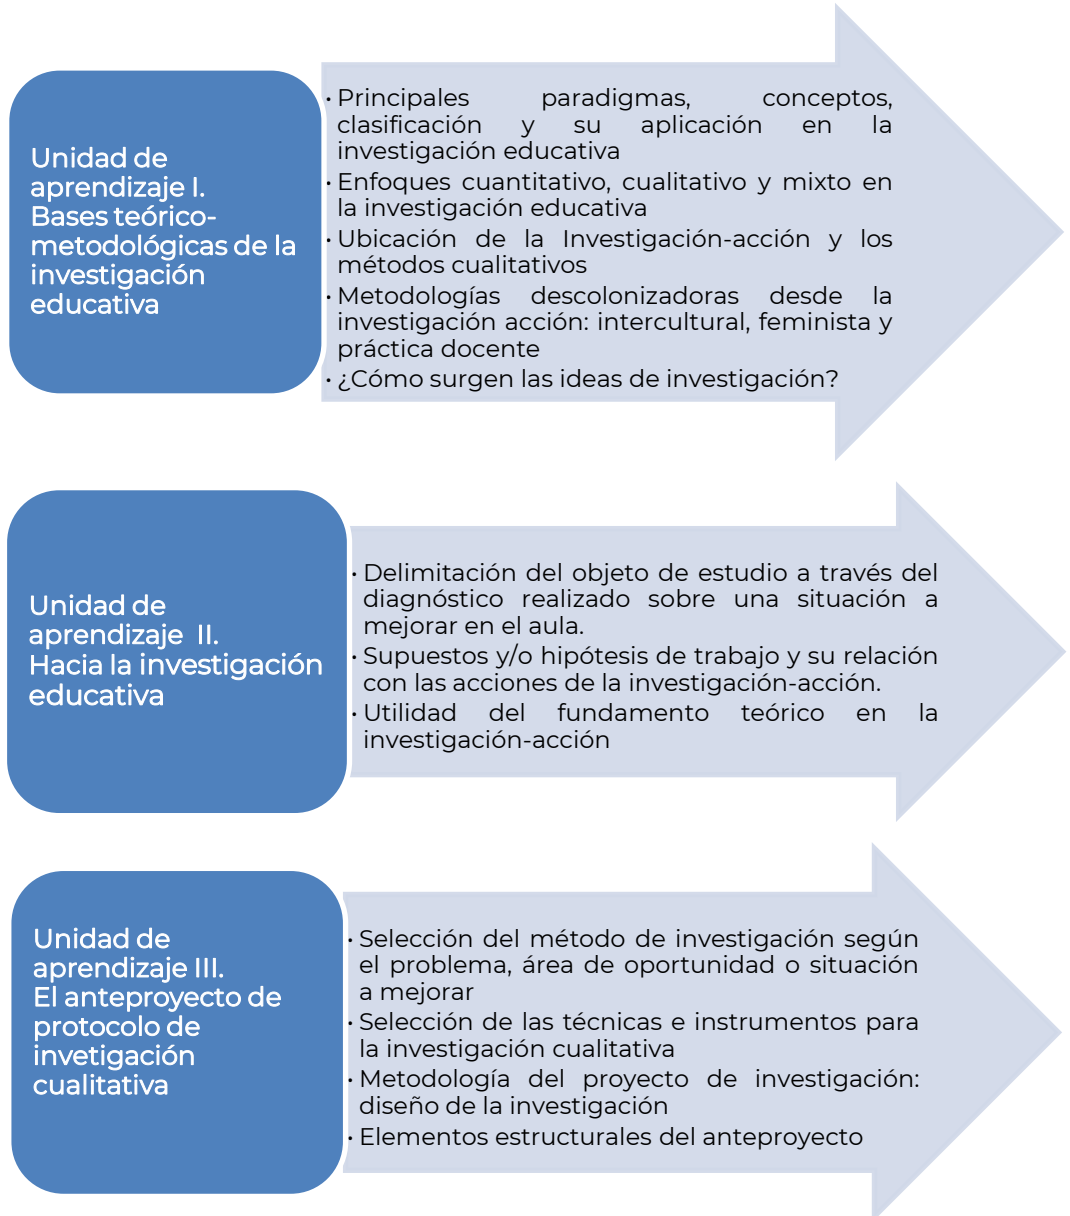 Unidad de
aprendizaje I.
Bases teórico-
metodológicas de la
investigación
educativa
· Principales paradigmas, conceptos,
clasificación y su aplicación en la
investigación educativa
· Enfoques cuantitativo, cualitativo y mixto en
la investigación educativa
· Ubicación de la Investigación-acción y los
métodos cualitativos
· Metodologías descolonizadoras desde la
investigación acción: intercultural, feminista y
práctica docente
· ¿Cómo surgen las ideas de investigación?
Unidad de
aprendizaje II.
Hacia la investigación
educativa
· Delimitación del objeto de estudio a través del
diagnóstico realizado sobre una situación a
mejorar en el aula.
· Supuestos y/o hipótesis de trabajo y su relación
con las acciones de la investigación-acción.
· Utilidad del fundamento teórico en la
investigación-acción
Unidad de
aprendizaje III.
El anteproyecto de
protocolo de
invetigación
cualitativa
· Selección del método de investigación según
el problema, área de oportunidad o situación
a mejorar
· Selección de las técnicas e instrumentos para
la investigación cualitativa
· Metodología del proyecto de investigación:
diseño de la investigación
· Elementos estructurales del anteproyecto